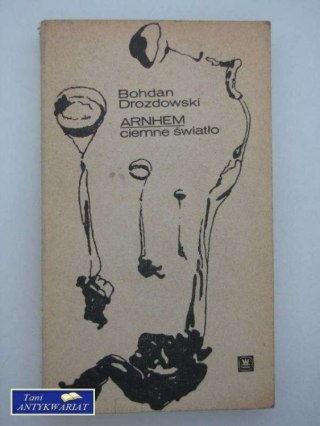 Bohdan
Drozdowski
ARNHEM
ciemne światło
Tani
ANTYKWARIAT